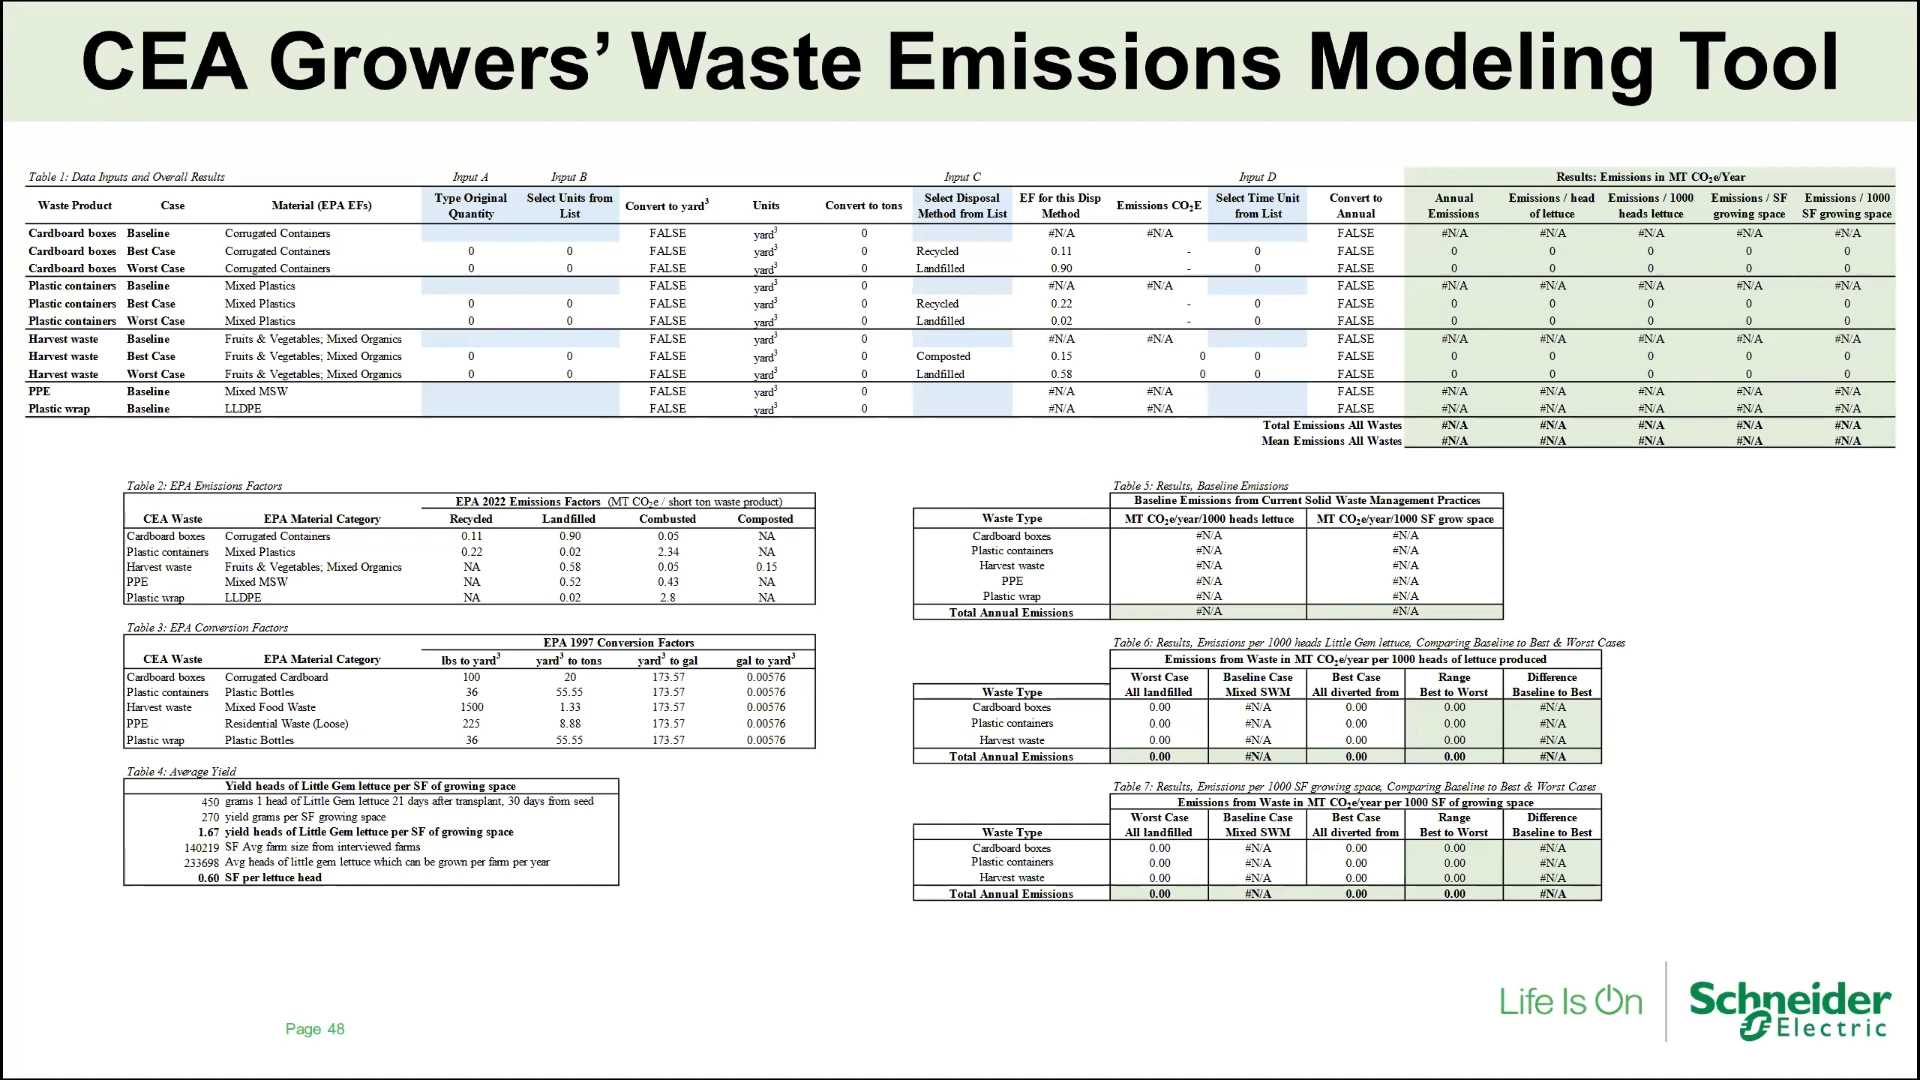 CEA Growers’ Waste Emissions Modeling Tool
Table 1: Data Inputs and Overall Results Input A Input B Input C Input D Results: Emissions in MT CO2e/Year
Waste Product Case Material (EPA EFs) Type Original Quantity Select Units from List Convert to yard3 Units Convert to tons Select Disposal Method from List EF for this Disp Method Emissions CO2E Select Time Unit from List Convert to Annual Annual Emissions Emissions / head of lettuce Emissions / 1000 heads lettuce Emissions / SF growing space Emissions / 1000 SF growing space
Cardboard boxes Baseline Corrugated Containers FALSE yard3 0 #N/A #N/A FALSE #N/A #N/A #N/A #N/A #N/A
Cardboard boxes Best Case Corrugated Containers 0 0 FALSE yard3 0 Recycled 0.11 - 0 FALSE 0 0 0 0 0
Cardboard boxes Worst Case Corrugated Containers 0 0 FALSE yard3 0 Landfilled 0.90 - 0 FALSE 0 0 0 0 0
Plastic containers Baseline Mixed Plastics FALSE yard3 0 #N/A #N/A FALSE #N/A #N/A #N/A #N/A #N/A
Plastic containers Best Case Mixed Plastics 0 0 FALSE yard3 0 Recycled 0.22 - 0 FALSE 0 0 0 0 0
Plastic containers Worst Case Mixed Plastics 0 0 FALSE yard3 0 Landfilled 0.02 - 0 FALSE 0 0 0 0 0
Harvest waste Baseline Fruits & Vegetables; Mixed Organics FALSE yard3 0 #N/A #N/A FALSE #N/A #N/A #N/A #N/A #N/A
Harvest waste Best Case Fruits & Vegetables; Mixed Organics 0 0 FALSE yard3 0 Composted 0.15 0 0 FALSE 0 0 0 0 0
Harvest waste Worst Case Fruits & Vegetables; Mixed Organics 0 0 FALSE yard3 0 Landfilled 0.58 0 0 FALSE 0 0 0 0 0
PPE Baseline Mixed MSW FALSE yard3 0 #N/A #N/A FALSE #N/A #N/A #N/A #N/A #N/A
Plastic wrap Baseline LLDPE FALSE yard3 0 #N/A #N/A FALSE #N/A #N/A #N/A #N/A #N/A
Total Emissions All Wastes #N/A #N/A #N/A #N/A #N/A
Mean Emissions All Wastes #N/A #N/A #N/A #N/A #N/A
Table 2: EPA Emissions Factors
EPA 2022 Emissions Factors (MT CO2e / short ton waste product)
CEA Waste EPA Material Category Recycled Landfilled Combusted Composted
Cardboard boxes Corrugated Containers 0.11 0.90 0.05 NA
Plastic containers Mixed Plastics 0.22 0.02 2.34 NA
Harvest waste Fruits & Vegetables; Mixed Organics NA 0.58 0.05 0.15
PPE Mixed MSW NA 0.52 0.43 NA
Plastic wrap LLDPE NA 0.02 2.8 NA
Table 3: EPA Conversion Factors
EPA 1997 Conversion Factors
CEA Waste EPA Material Category lbs to yard3 yard3 to tons yard3 to gal gal to yard3
Cardboard boxes Corrugated Cardboard 100 20 173.57 0.00576
Plastic containers Plastic Bottles 36 55.55 173.57 0.00576
Harvest waste Mixed Food Waste 1500 1.33 173.57 0.00576
PPE Residential Waste (Loose) 225 8.88 173.57 0.00576
Plastic wrap Plastic Bottles 36 55.55 173.57 0.00576
Table 4: Average Yield
Yield heads of Little Gem lettuce per SF of growing space
450 grams 1 head of Little Gem lettuce 21 days after transplant, 30 days from seed
270 yield grams per SF growing space
1.67 yield heads of Little Gem lettuce per SF of growing space
140219 SF Avg farm size from interviewed farms
233698 Avg heads of little gem lettuce which can be grown per farm per year
0.60 SF per lettuce head
Table 5: Results, Baseline Emissions
Baseline Emissions from Current Solid Waste Management Practices
Waste Type MT CO2e/year/1000 heads lettuce MT CO2e/year/1000 SF grow space
Cardboard boxes #N/A #N/A
Plastic containers #N/A #N/A
Harvest waste #N/A #N/A
PPE #N/A #N/A
Plastic wrap #N/A #N/A
Total Annual Emissions #N/A #N/A
Table 6: Results, Emissions per 1000 heads Little Gem lettuce, Comparing Baseline to Best & Worst Cases
Emissions from Waste in MT CO2e/year per 1000 heads of lettuce produced
Worst Case Baseline Case Best Case Range Difference
Waste Type All landfilled Mixed SWM All diverted from Best to Worst Baseline to Best
Cardboard boxes 0.00 #N/A 0.00 0.00 #N/A
Plastic containers 0.00 #N/A 0.00 0.00 #N/A
Harvest waste 0.00 #N/A 0.00 0.00 #N/A
Total Annual Emissions 0.00 #N/A 0.00 0.00 #N/A
Table 7: Results, Emissions per 1000 SF growing space, Comparing Baseline to Best & Worst Cases
Emissions from Waste in MT CO2e/year per 1000 SF of growing space
Worst Case Baseline Case Best Case Range Difference
Waste Type All landfilled Mixed SWM All diverted from Best to Worst Baseline to Best
Cardboard boxes 0.00 #N/A 0.00 0.00 #N/A
Plastic containers 0.00 #N/A 0.00 0.00 #N/A
Harvest waste 0.00 #N/A 0.00 0.00 #N/A
Total Annual Emissions 0.00 #N/A 0.00 0.00 #N/A
Page 48
Life Is On
Schneider
Electric